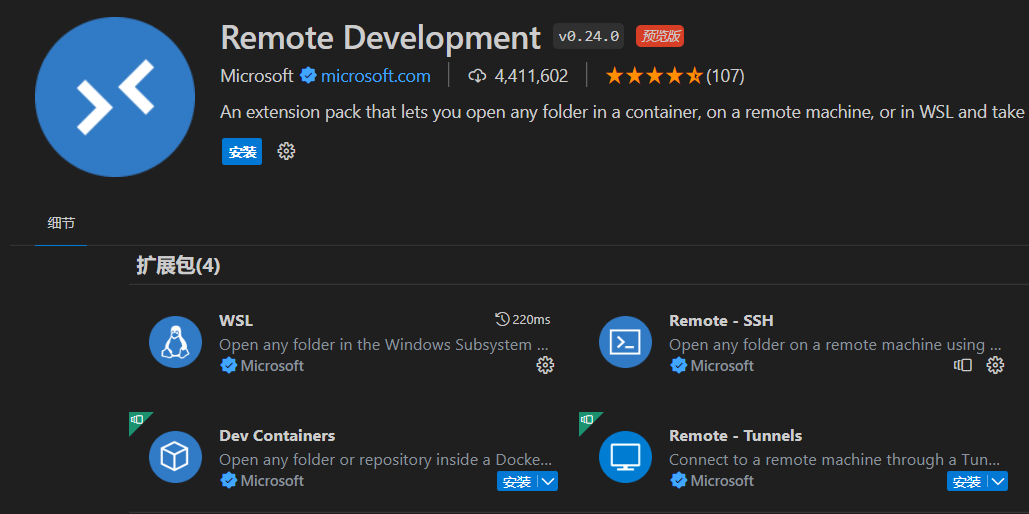 Remote Development v0.24.0 预览版
Microsoft microsoft.com 4,411,602 (107)
An extension pack that lets you open any folder in a container, on a remote machine, or in WSL and take
安装
细节
扩展包(4)
WSL 220ms
Open any folder in the Windows Subsystem ...
Microsoft
Remote - SSH
Open any folder on a remote machine using ...
Microsoft
Dev Containers
Open any folder or repository inside a Docke...
Microsoft 安装
Remote - Tunnels
Connect to a remote machine through a Tun...
Microsoft 安装